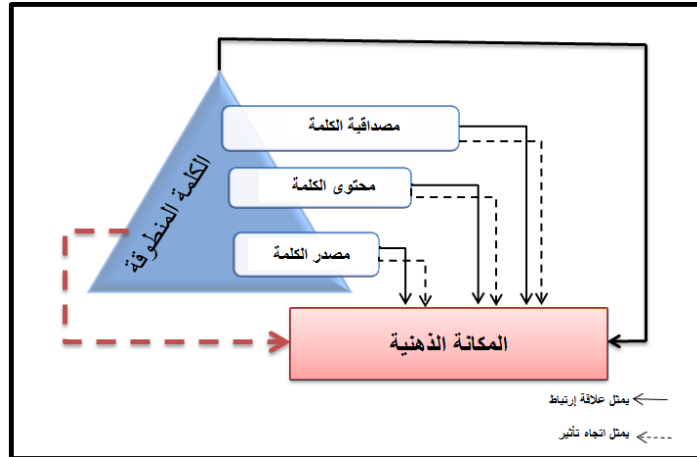 مصداقية الكلمة
محتوى الكلمة
مصدر الكلمة
الكلمة المنطوقة
المكانة الذهنية
يمثل علاقة إرتباط
يمثل اتجاه تأثير